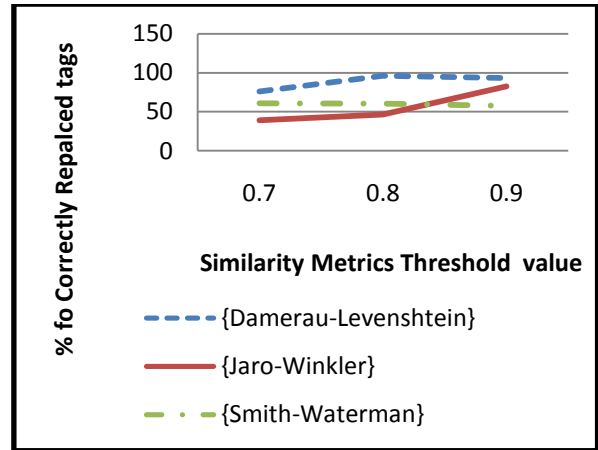 % fo Correctly Repalced tags
150
100
50
0
0.7 0.8 0.9
Similarity Metrics Threshold value
{Damerau-Levenshtein}
{Jaro-Winkler}
{Smith-Waterman}